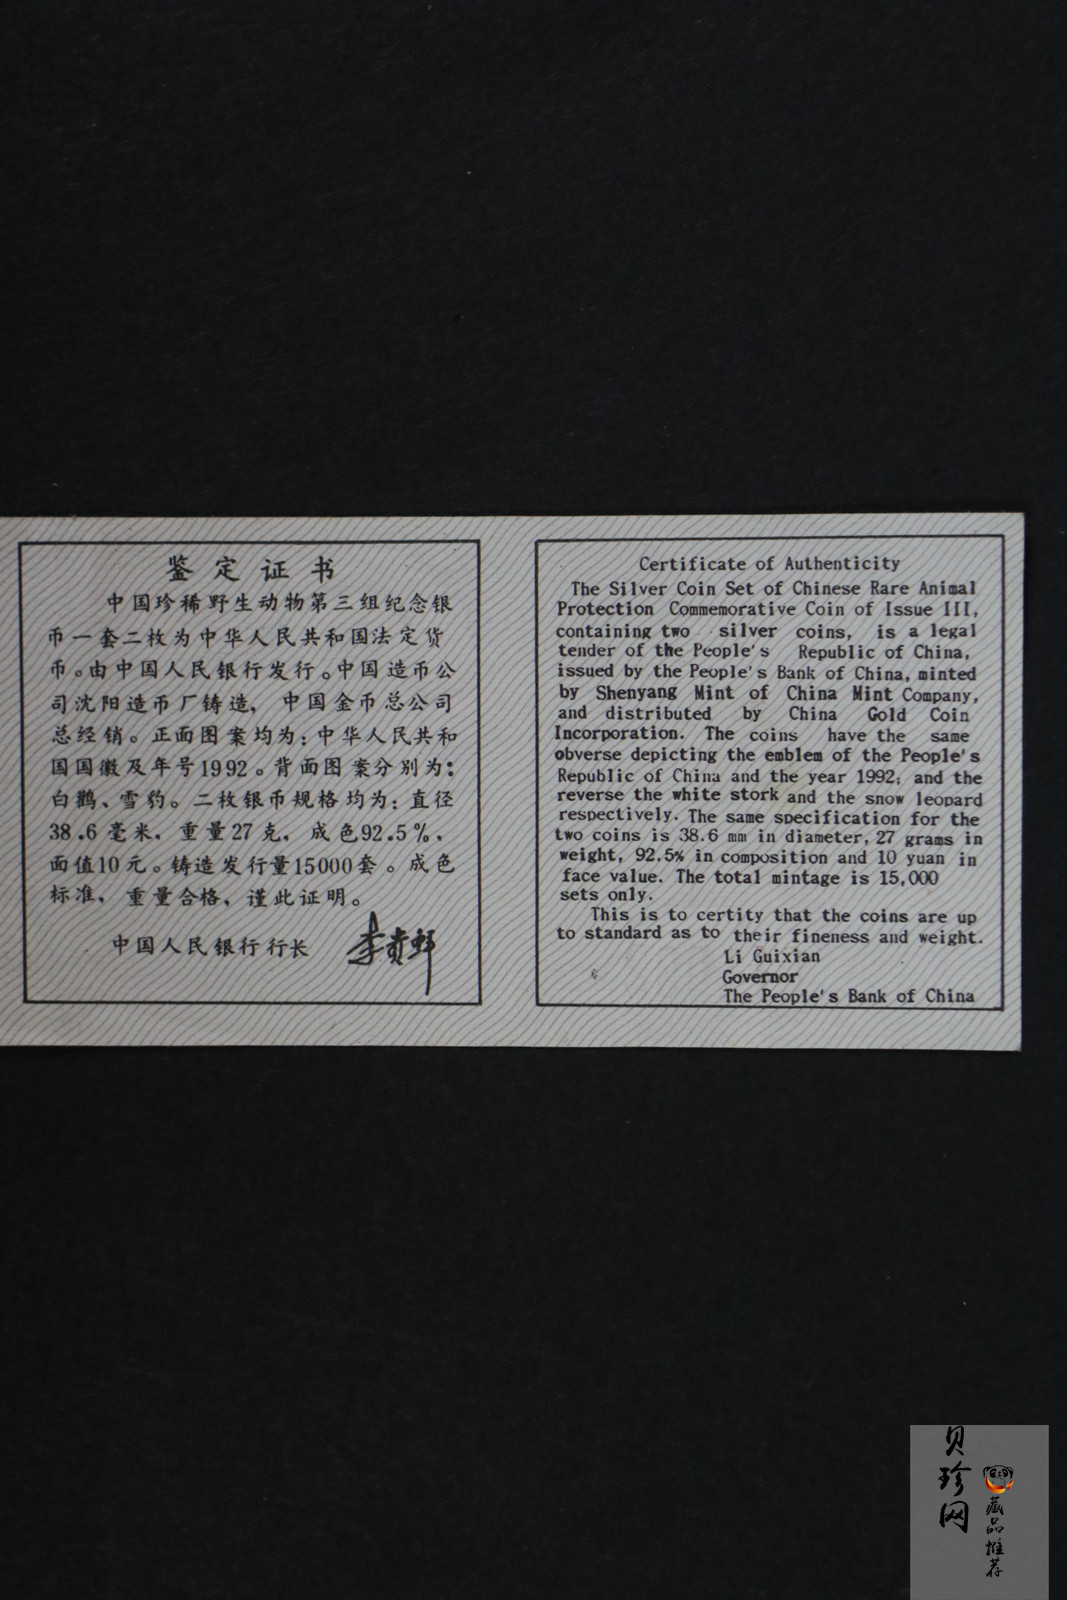 鉴定证书
中国珍稀野生动物第三组纪念银
币一套二枚为中华人民共和国法定货
币。由中国人民银行发行。中国造币公
司沈阳造币厂铸造，中国金币总公司
总经销。正面图案均为：中华人民共和
国国徽及年号1992。背面图案分别为：
白鹳、雪豹。二枚银币规格均为：直径
38.6毫米，重量27克，成色92.5%，
面值10元。铸造发行量15000套。成色
标准，重量合格，谨此证明。
中国人民银行行长 李贵鲜
Certificate of Authenticity
The Silver Coin Set of Chinese Rare Animal
Protection Commemorative Coin of Issue III,
containing two silver coins, is a legal
tender of the People's Republic of China,
issued by the People's Bank of China, minted
by Shenyang Mint of China Mint Company,
and distributed by China Gold Coin
Incorporation. The coins have the same
obverse depicting the emblem of the People's
Republic of China and the year 1992; and the
reverse the white stork and the snow leopard
respectively. The same specification for the
two coins is 38.6 mm in diameter, 27 grams in
weight, 92.5% in composition and 10 yuan in
face value. The total mintage is 15,000
sets only.
This is to certity that the coins are up
to standard as to their fineness and weight.
Li Guixian
Governor
The People's Bank of China
贝珍网
藏品推荐